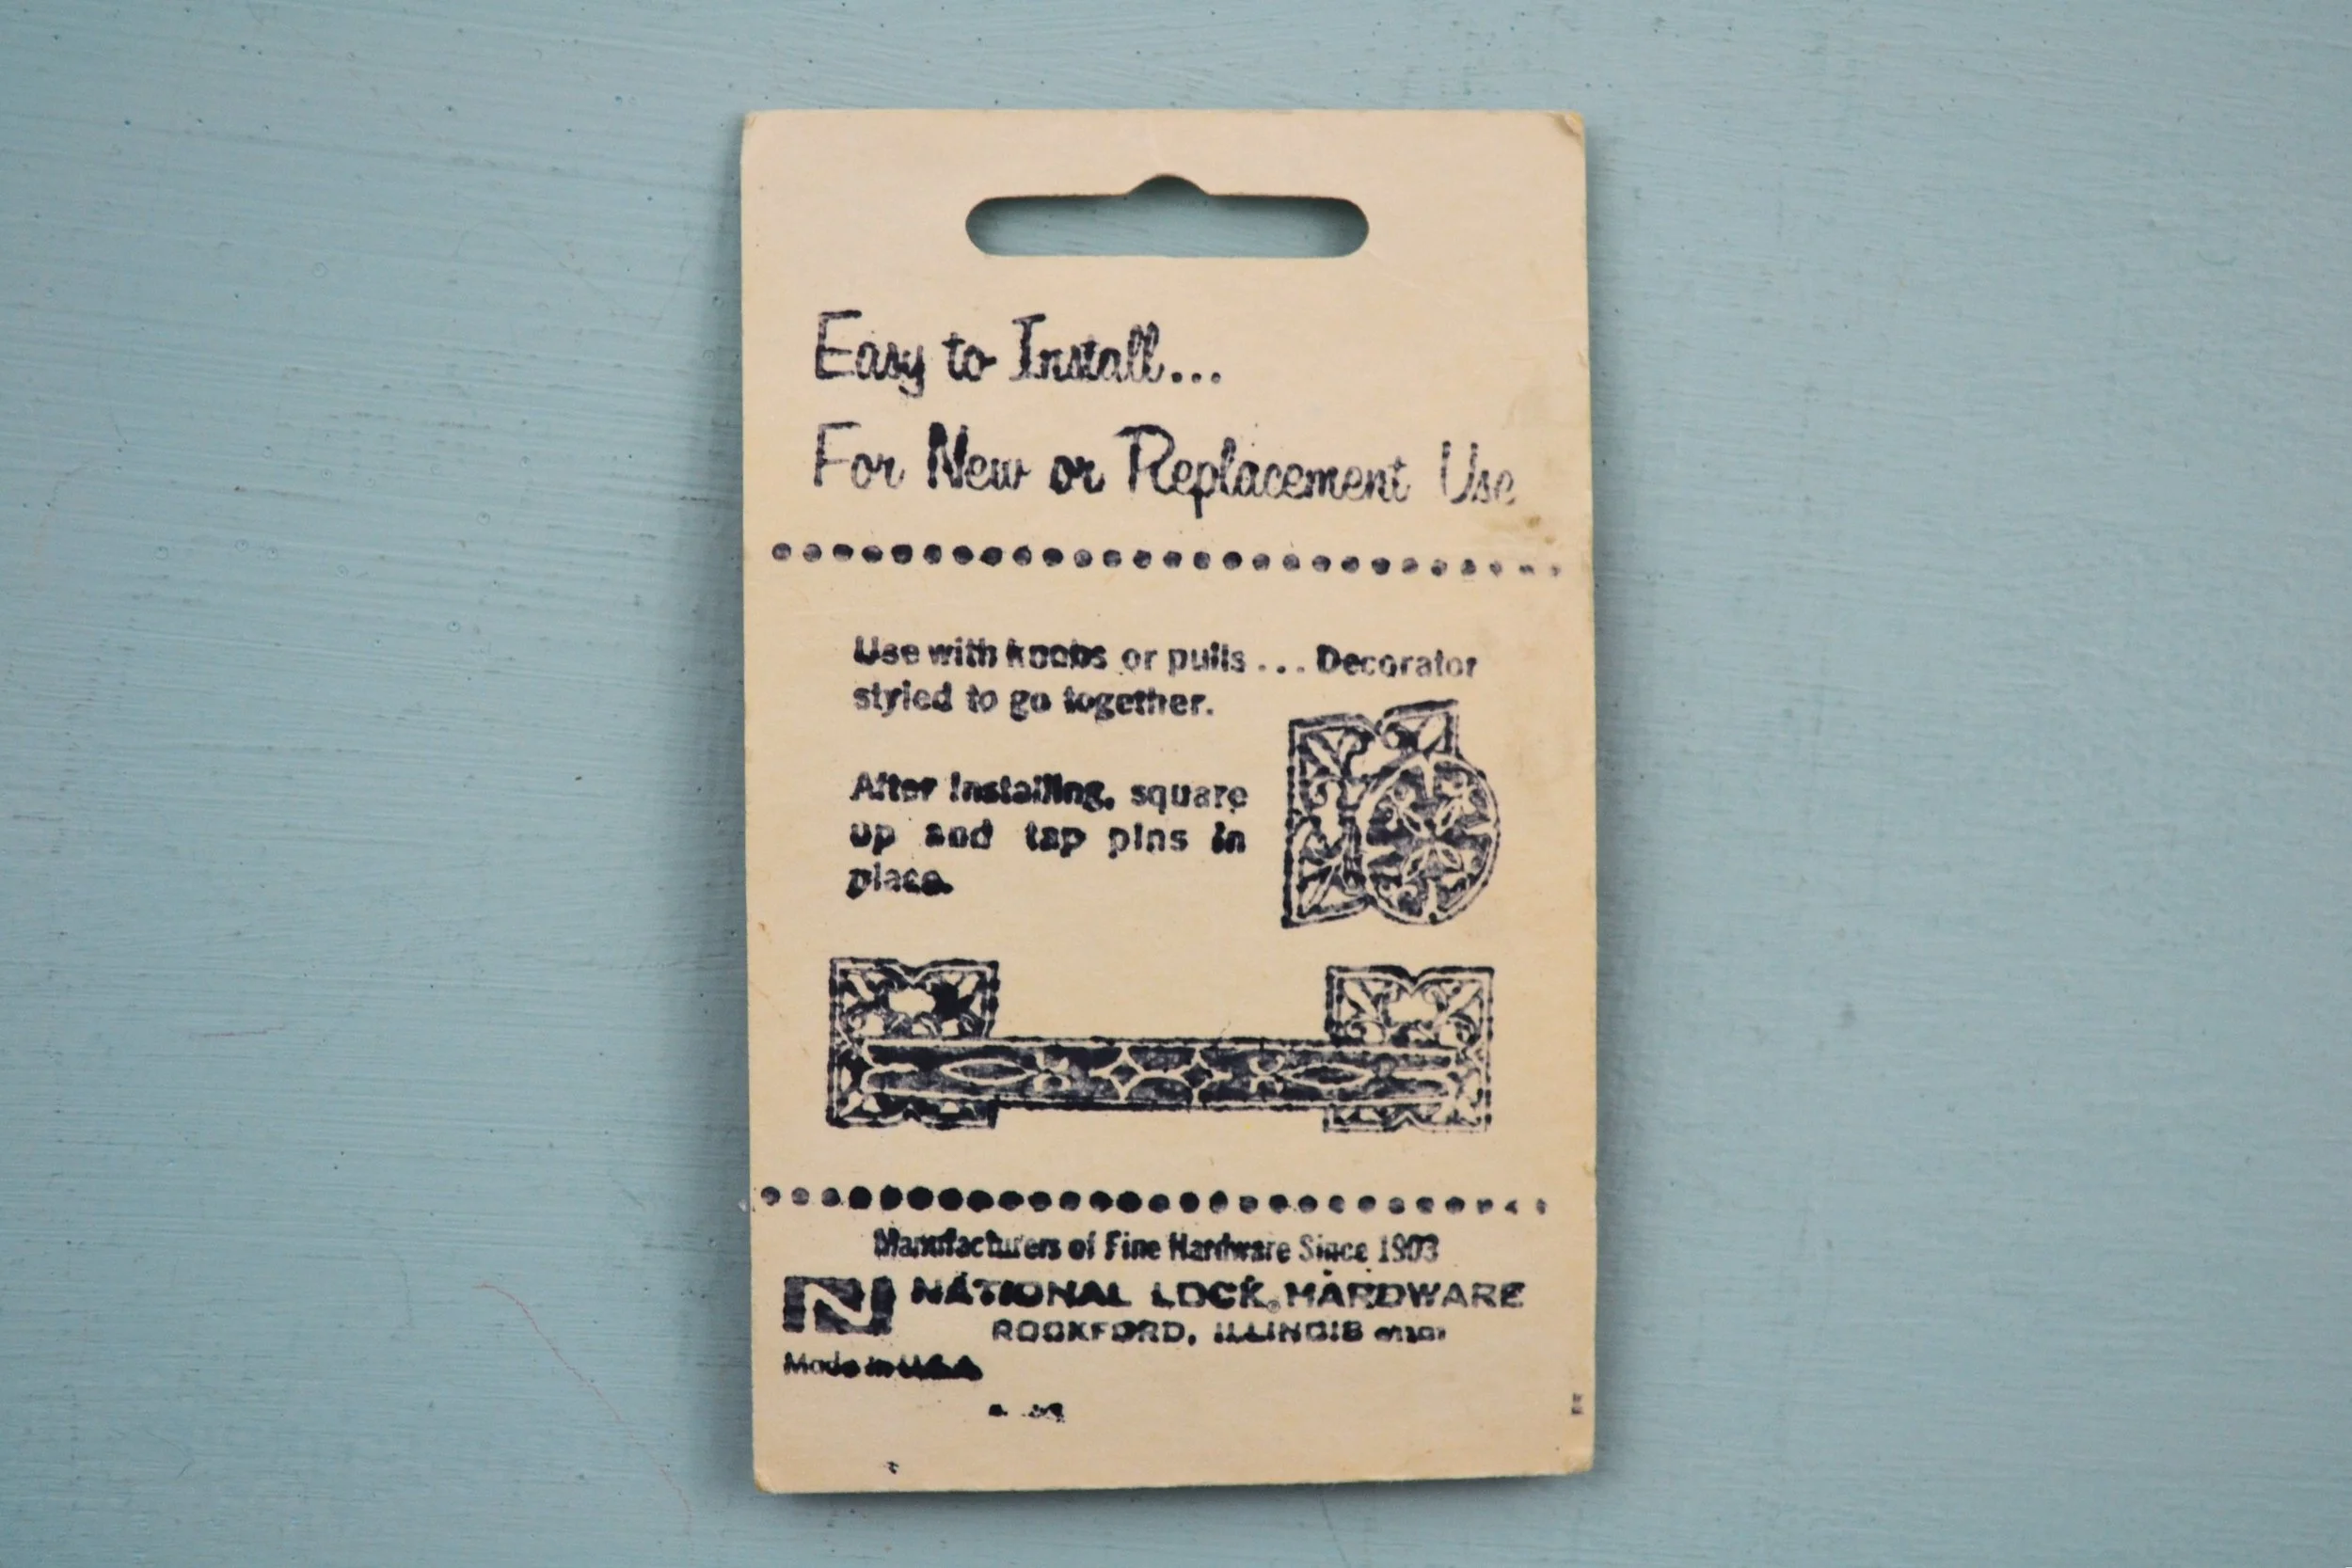 Easy to Install...
For New or Replacement Use
Use with knobs or pulls... Decorator
styled to go together.
After installing, square
up and tap pins in
place.
Manufacturers of Fine Hardware Since 1903
N NATIONAL LOCK HARDWARE
ROCKFORD, ILLINOIS
Made in U.S.A.